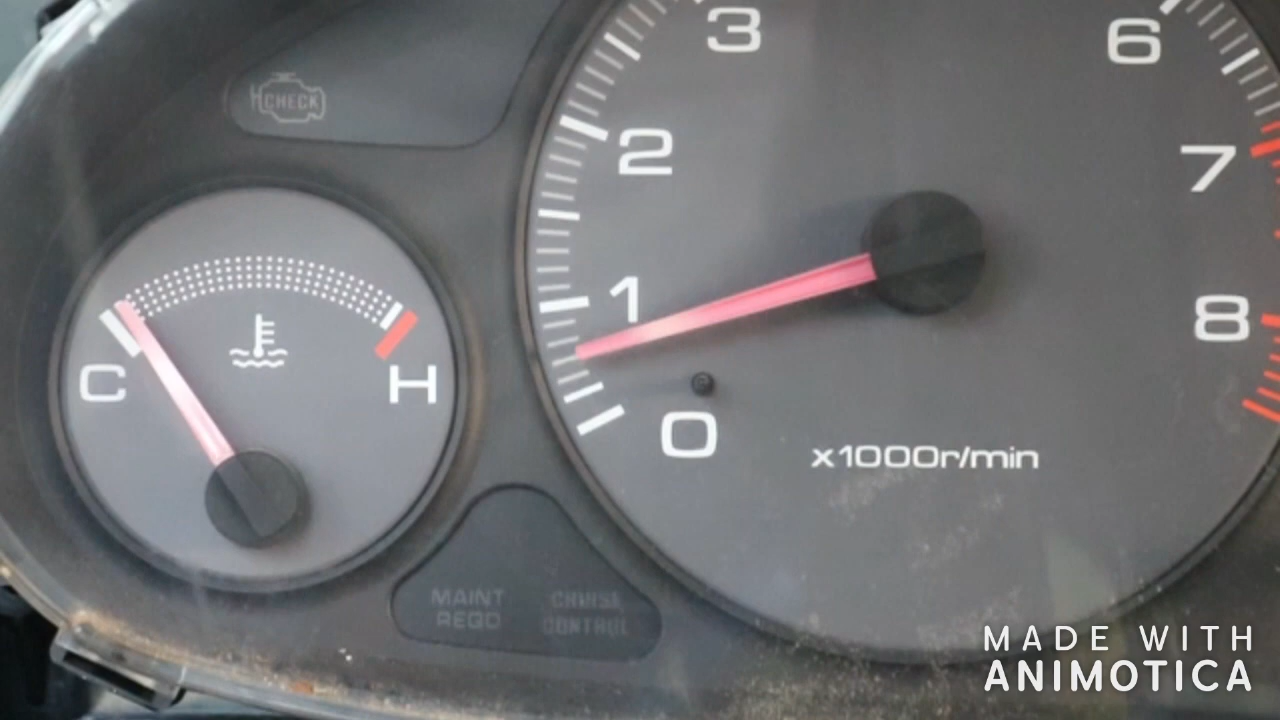 3
6
CHECK
2
7
1
8
C
H
0
x1000r/min
MAINT
REQD
CRUISE
CONTROL
MADE WITH
ANIMOTICA